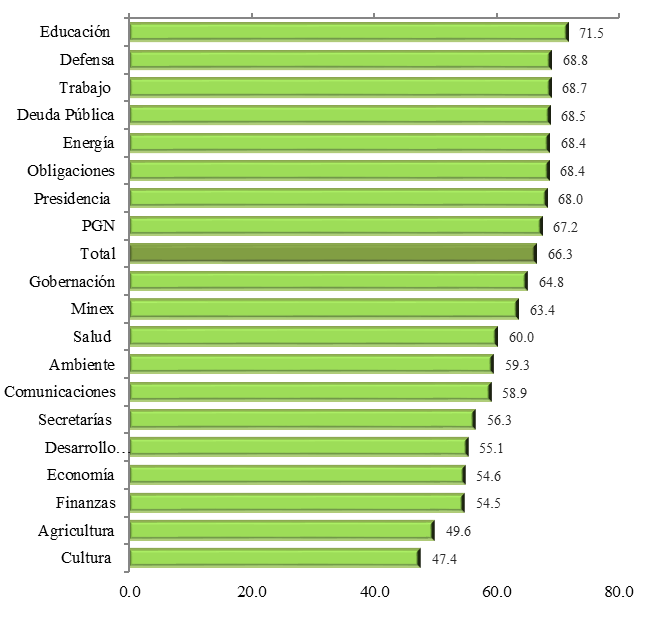 Educación 71.5
Defensa 68.8
Trabajo 68.7
Deuda Pública 68.5
Energía 68.4
Obligaciones 68.4
Presidencia 68.0
PGN 67.2
Total 66.3
Gobernación 64.8
Minex 63.4
Salud 60.0
Ambiente 59.3
Comunicaciones 58.9
Secretarías 56.3
Desarrollo… 55.1
Economía 54.6
Finanzas 54.5
Agricultura 49.6
Cultura 47.4
0.0 20.0 40.0 60.0 80.0